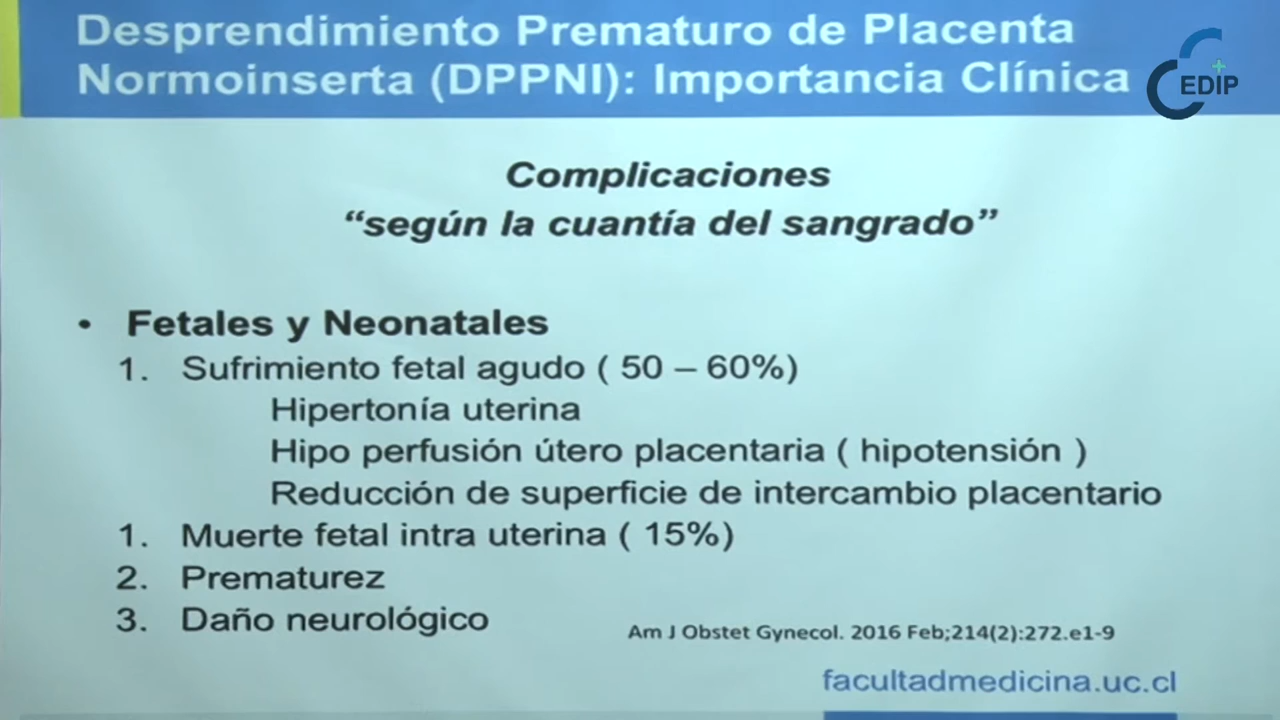 Desprendimiento Prematuro de Placenta
Normoinserta (DPPNI): Importancia Clínica
EDIP
Complicaciones
“según la cuantía del sangrado”
• Fetales y Neonatales
1. Sufrimiento fetal agudo ( 50 – 60%)
Hipertonía uterina
Hipo perfusión útero placentaria ( hipotensión )
Reducción de superficie de intercambio placentario
1. Muerte fetal intra uterina ( 15%)
2. Prematurez
3. Daño neurológico
Am J Obstet Gynecol. 2016 Feb;214(2):272.e1-9
facultadmedicina.uc.cl